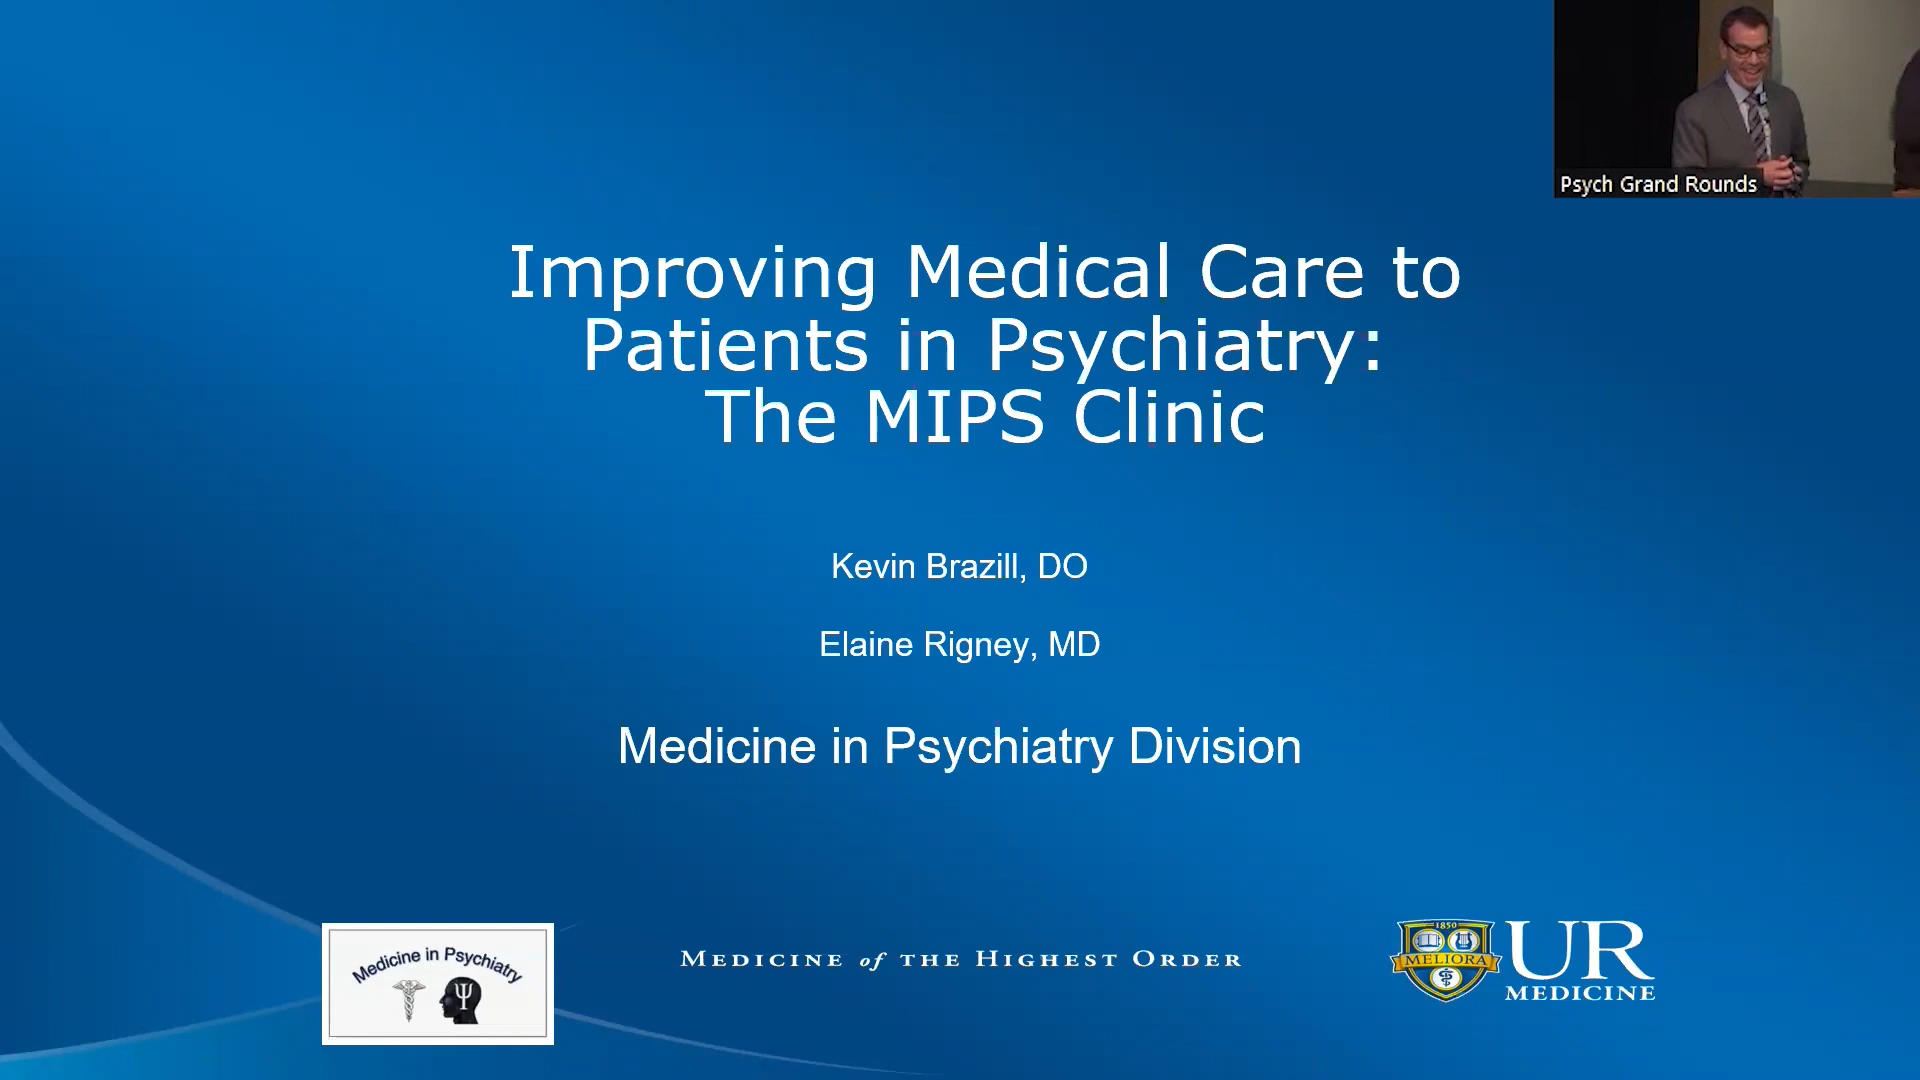 Psych Grand Rounds
Improving Medical Care to
Patients in Psychiatry:
The MIPS Clinic
Kevin Brazill, DO
Elaine Rigney, MD
Medicine in Psychiatry Division
Medicine in Psychiatry
Ψ
MEDICINE of THE HIGHEST ORDER
1850
MELIORA
UR
MEDICINE